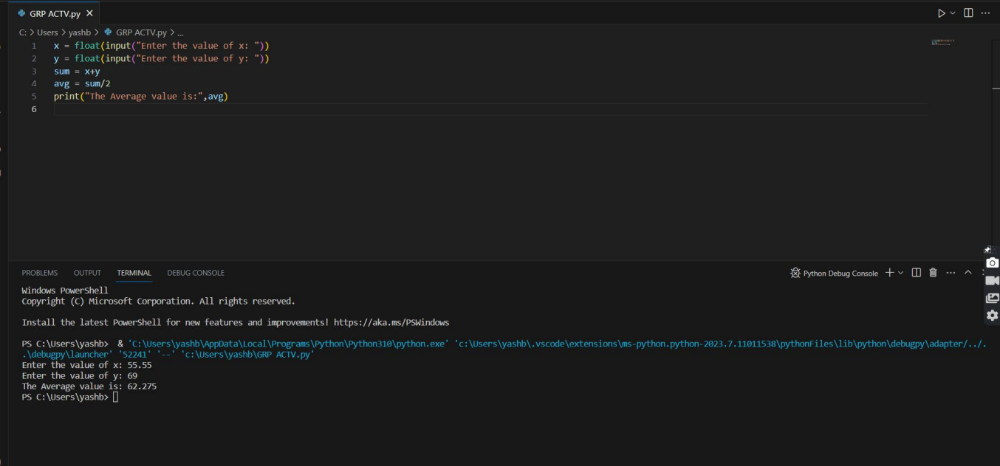 GRP ACTV.py
C: > Users > yashb > GRP ACTV.py > ...
1 x = float(input("Enter the value of x: "))
2 y = float(input("Enter the value of y: "))
3 sum = x+y
4 avg = sum/2
5 print("The Average value is:",avg)
6
PROBLEMS OUTPUT TERMINAL DEBUG CONSOLE Python Debug Console
Windows PowerShell
Copyright (C) Microsoft Corporation. All rights reserved.
Install the latest PowerShell for new features and improvements! https://aka.ms/PSWindows
PS C:\Users\yashb> & 'C:\Users\yashb\AppData\Local\Programs\Python\Python310\python.exe' 'c:\Users\yashb\.vscode\extensions\ms-python.python-2023.7.11011538\pythonFiles\lib\python\debugpy\adapter/../.
.\debugpy\launcher' '52241' '--' 'c:\Users\yashb\GRP ACTV.py'
Enter the value of x: 55.55
Enter the value of y: 69
The Average value is: 62.275
PS C:\Users\yashb>